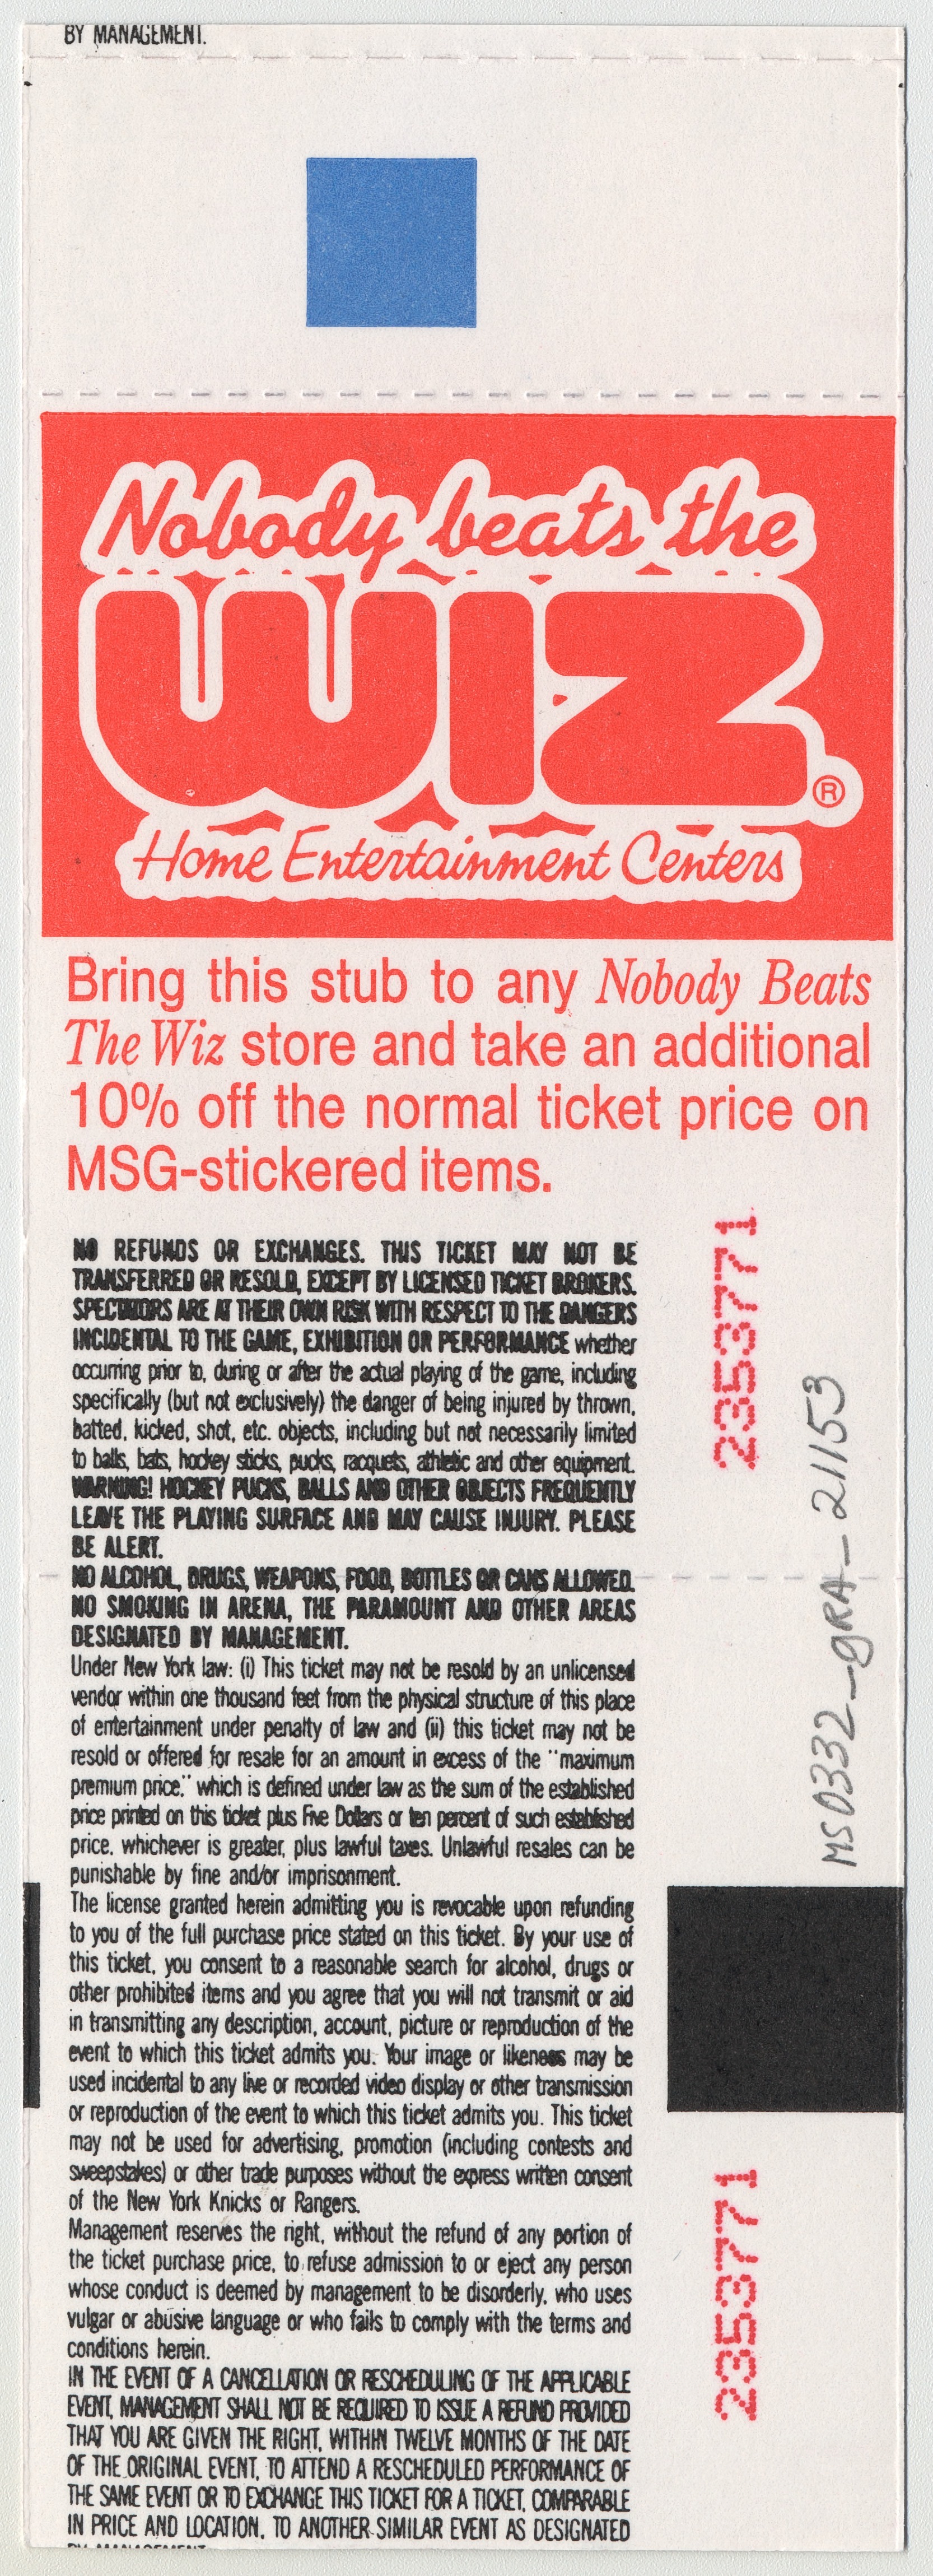 BY MANAGEMENT.
Nobody beats the
WIZ®
Home Entertainment Centers
Bring this stub to any Nobody Beats
The Wiz store and take an additional
10% off the normal ticket price on
MSG-stickered items.
NO REFUNDS OR EXCHANGES. THIS TICKET MAY NOT BE
TRANSFERRED OR RESOLD, EXCEPT BY LICENSED TICKET BROKERS.
SPECTATORS ARE AT THEIR OWN RISK WITH RESPECT TO THE DANGERS
INCIDENTAL TO THE GAME, EXHIBITION OR PERFORMANCE whether
occurring prior to, during or after the actual playing of the game, including
specifically (but not exclusively) the danger of being injured by thrown,
batted, kicked, shot, etc. objects, including but not necessarily limited
to balls, bats, hockey sticks, pucks, racquets, athletic and other equipment.
WARNING! HOCKEY PUCKS, BALLS AND OTHER OBJECTS FREQUENTLY
LEAVE THE PLAYING SURFACE AND MAY CAUSE INJURY. PLEASE
BE ALERT.
NO ALCOHOL, DRUGS, WEAPONS, FOOD, BOTTLES OR CANS ALLOWED.
NO SMOKING IN ARENA, THE PARAMOUNT AND OTHER AREAS
DESIGNATED BY MANAGEMENT.
Under New York law: (i) This ticket may not be resold by an unlicensed
vendor within one thousand feet from the physical structure of this place
of entertainment under penalty of law and (ii) this ticket may not be
resold or offered for resale for an amount in excess of the "maximum
premium price," which is defined under law as the sum of the established
price printed on this ticket plus Five Dollars or ten percent of such established
price, whichever is greater, plus lawful taxes. Unlawful resales can be
punishable by fine and/or imprisonment.
The license granted herein admitting you is revocable upon refunding
to you of the full purchase price stated on this ticket. By your use of
this ticket, you consent to a reasonable search for alcohol, drugs or
other prohibited items and you agree that you will not transmit or aid
in transmitting any description, account, picture or reproduction of the
event to which this ticket admits you. Your image or likeness may be
used incidental to any live or recorded video display or other transmission
or reproduction of the event to which this ticket admits you. This ticket
may not be used for advertising, promotion (including contests and
sweepstakes) or other trade purposes without the express written consent
of the New York Knicks or Rangers.
Management reserves the right, without the refund of any portion of
the ticket purchase price, to refuse admission to or eject any person
whose conduct is deemed by management to be disorderly, who uses
vulgar or abusive language or who fails to comply with the terms and
conditions herein.
IN THE EVENT OF A CANCELLATION OR RESCHEDULING OF THE APPLICABLE
EVENT, MANAGEMENT SHALL NOT BE REQUIRED TO ISSUE A REFUND PROVIDED
THAT YOU ARE GIVEN THE RIGHT, WITHIN TWELVE MONTHS OF THE DATE
OF THE ORIGINAL EVENT, TO ATTEND A RESCHEDULED PERFORMANCE OF
THE SAME EVENT OR TO EXCHANGE THIS TICKET FOR A TICKET, COMPARABLE
IN PRICE AND LOCATION, TO ANOTHER SIMILAR EVENT AS DESIGNATED
BY MANAGEMENT.
2353771
MS0332-gRA-21153
2353771